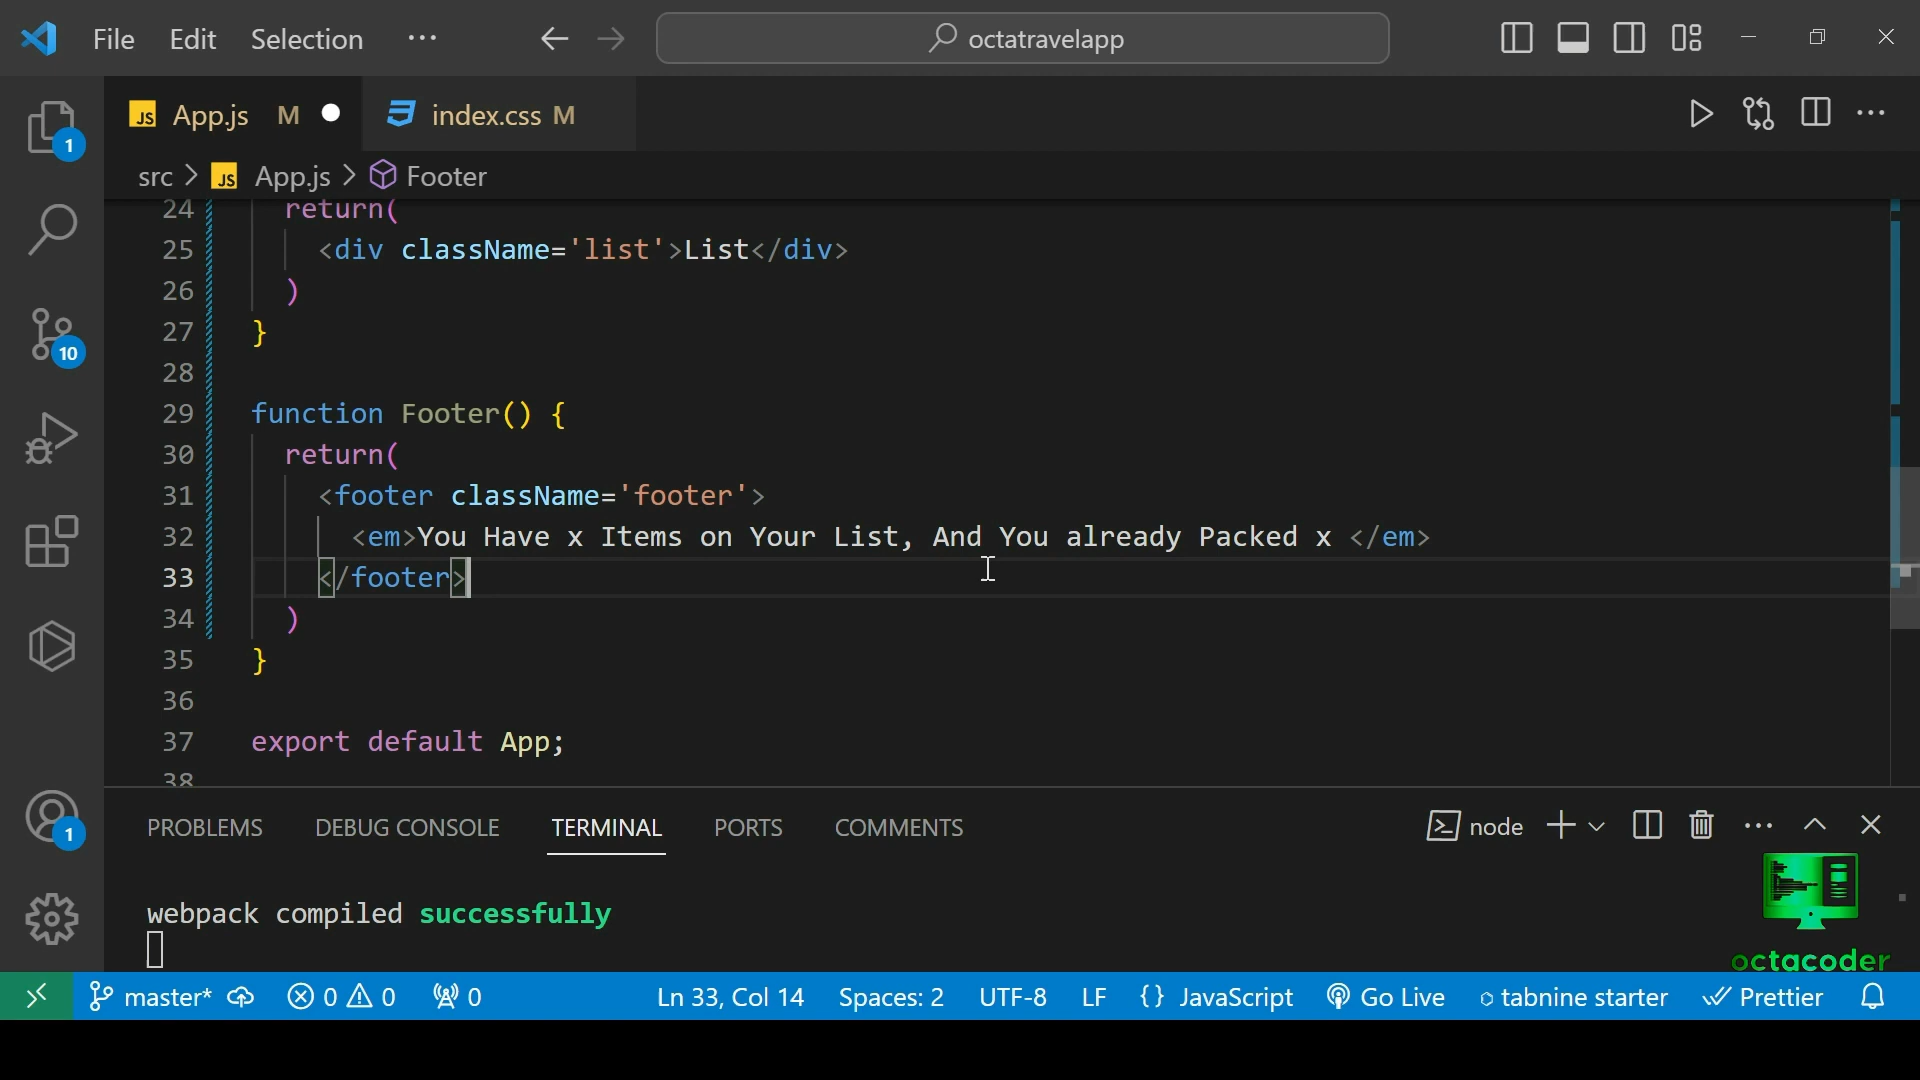 File Edit Selection ··· octatravelapp
JS App.js M index.css M
src > JS App.js > Footer
24 return(
25 <div className='list'>List</div>
26 )
27 }
28
29 function Footer() {
30 return(
31 <footer className='footer'>
32 <em>You Have x Items on Your List, And You already Packed x </em>
33 </footer>
34 )
35 }
36
37 export default App;
38
1
10
1
PROBLEMS DEBUG CONSOLE TERMINAL PORTS COMMENTS node
webpack compiled successfully
octacoder
master* 0 0 0 Ln 33, Col 14 Spaces: 2 UTF-8 LF {} JavaScript Go Live tabnine starter Prettier